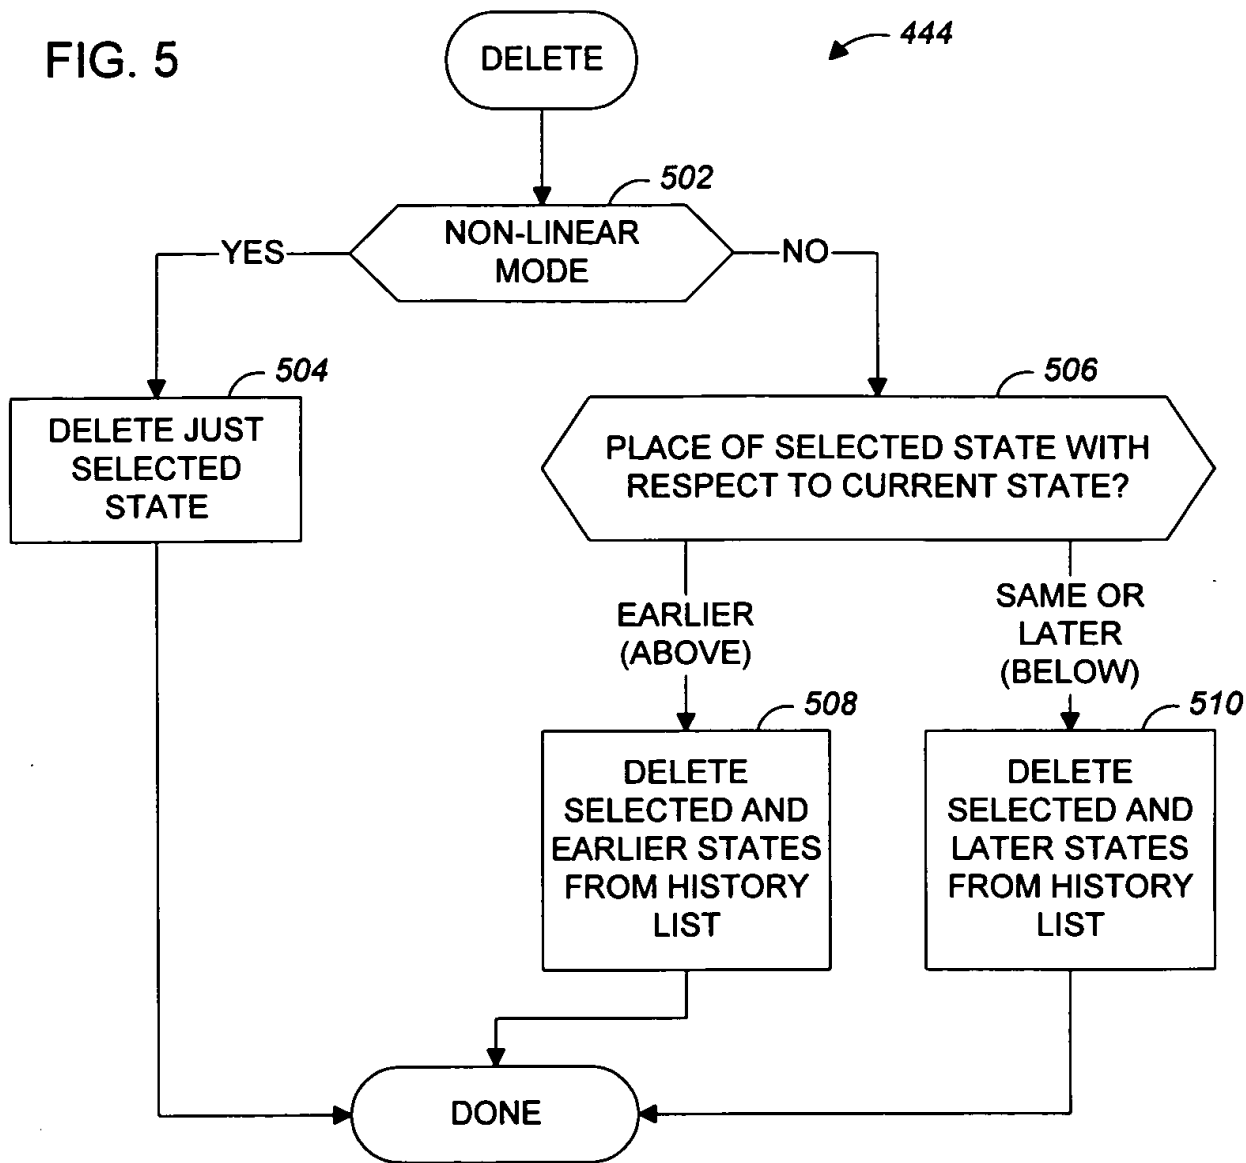 FIG. 5
DELETE
444
502
NON-LINEAR
MODE
YES
NO
504
DELETE JUST
SELECTED
STATE
506
PLACE OF SELECTED STATE WITH
RESPECT TO CURRENT STATE?
EARLIER
(ABOVE)
SAME OR
LATER
(BELOW)
508
DELETE
SELECTED AND
EARLIER STATES
FROM HISTORY
LIST
510
DELETE
SELECTED AND
LATER STATES
FROM HISTORY
LIST
DONE